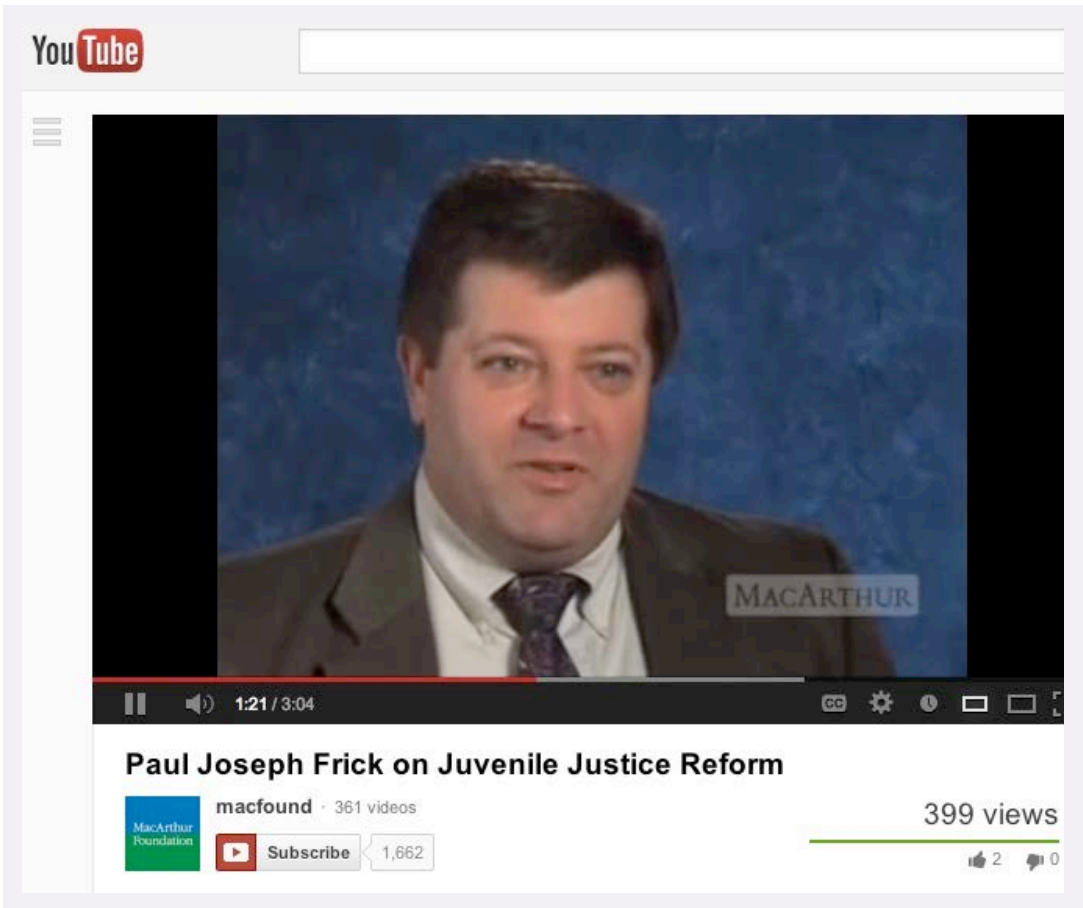 YouTube
MACARTHUR
1:21 / 3:04
CC
Paul Joseph Frick on Juvenile Justice Reform
macfound · 361 videos
MacArthur
Foundation
399 views
Subscribe 1,662
2 0